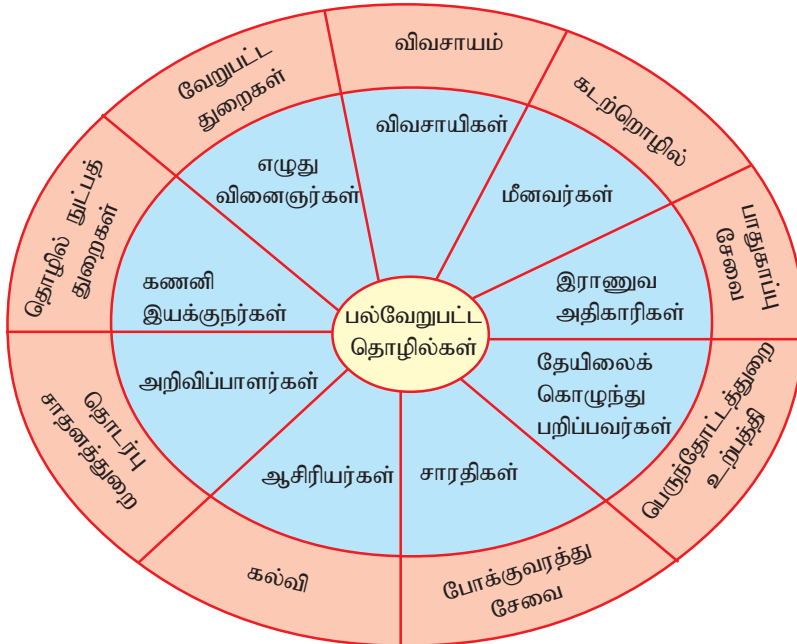 பல்வேறுபட்ட
தொழில்கள்
விவசாயம்
விவசாயிகள்
கடற்றொழில்
மீனவர்கள்
பாதுகாப்பு
சேவை
இராணுவ
அதிகாரிகள்
பெருந்தோட்டத்துறை
உற்பத்தி
தேயிலைக்
கொழுந்து
பறிப்பவர்கள்
போக்குவரத்து
சேவை
சாரதிகள்
கல்வி
ஆசிரியர்கள்
தொடர்பு
சாதனத்துறை
அறிவிப்பாளர்கள்
தொழில் நுட்பத்
துறைகள்
கணனி
இயக்குநர்கள்
வேறுபட்ட
துறைகள்
எழுது
வினைஞர்கள்